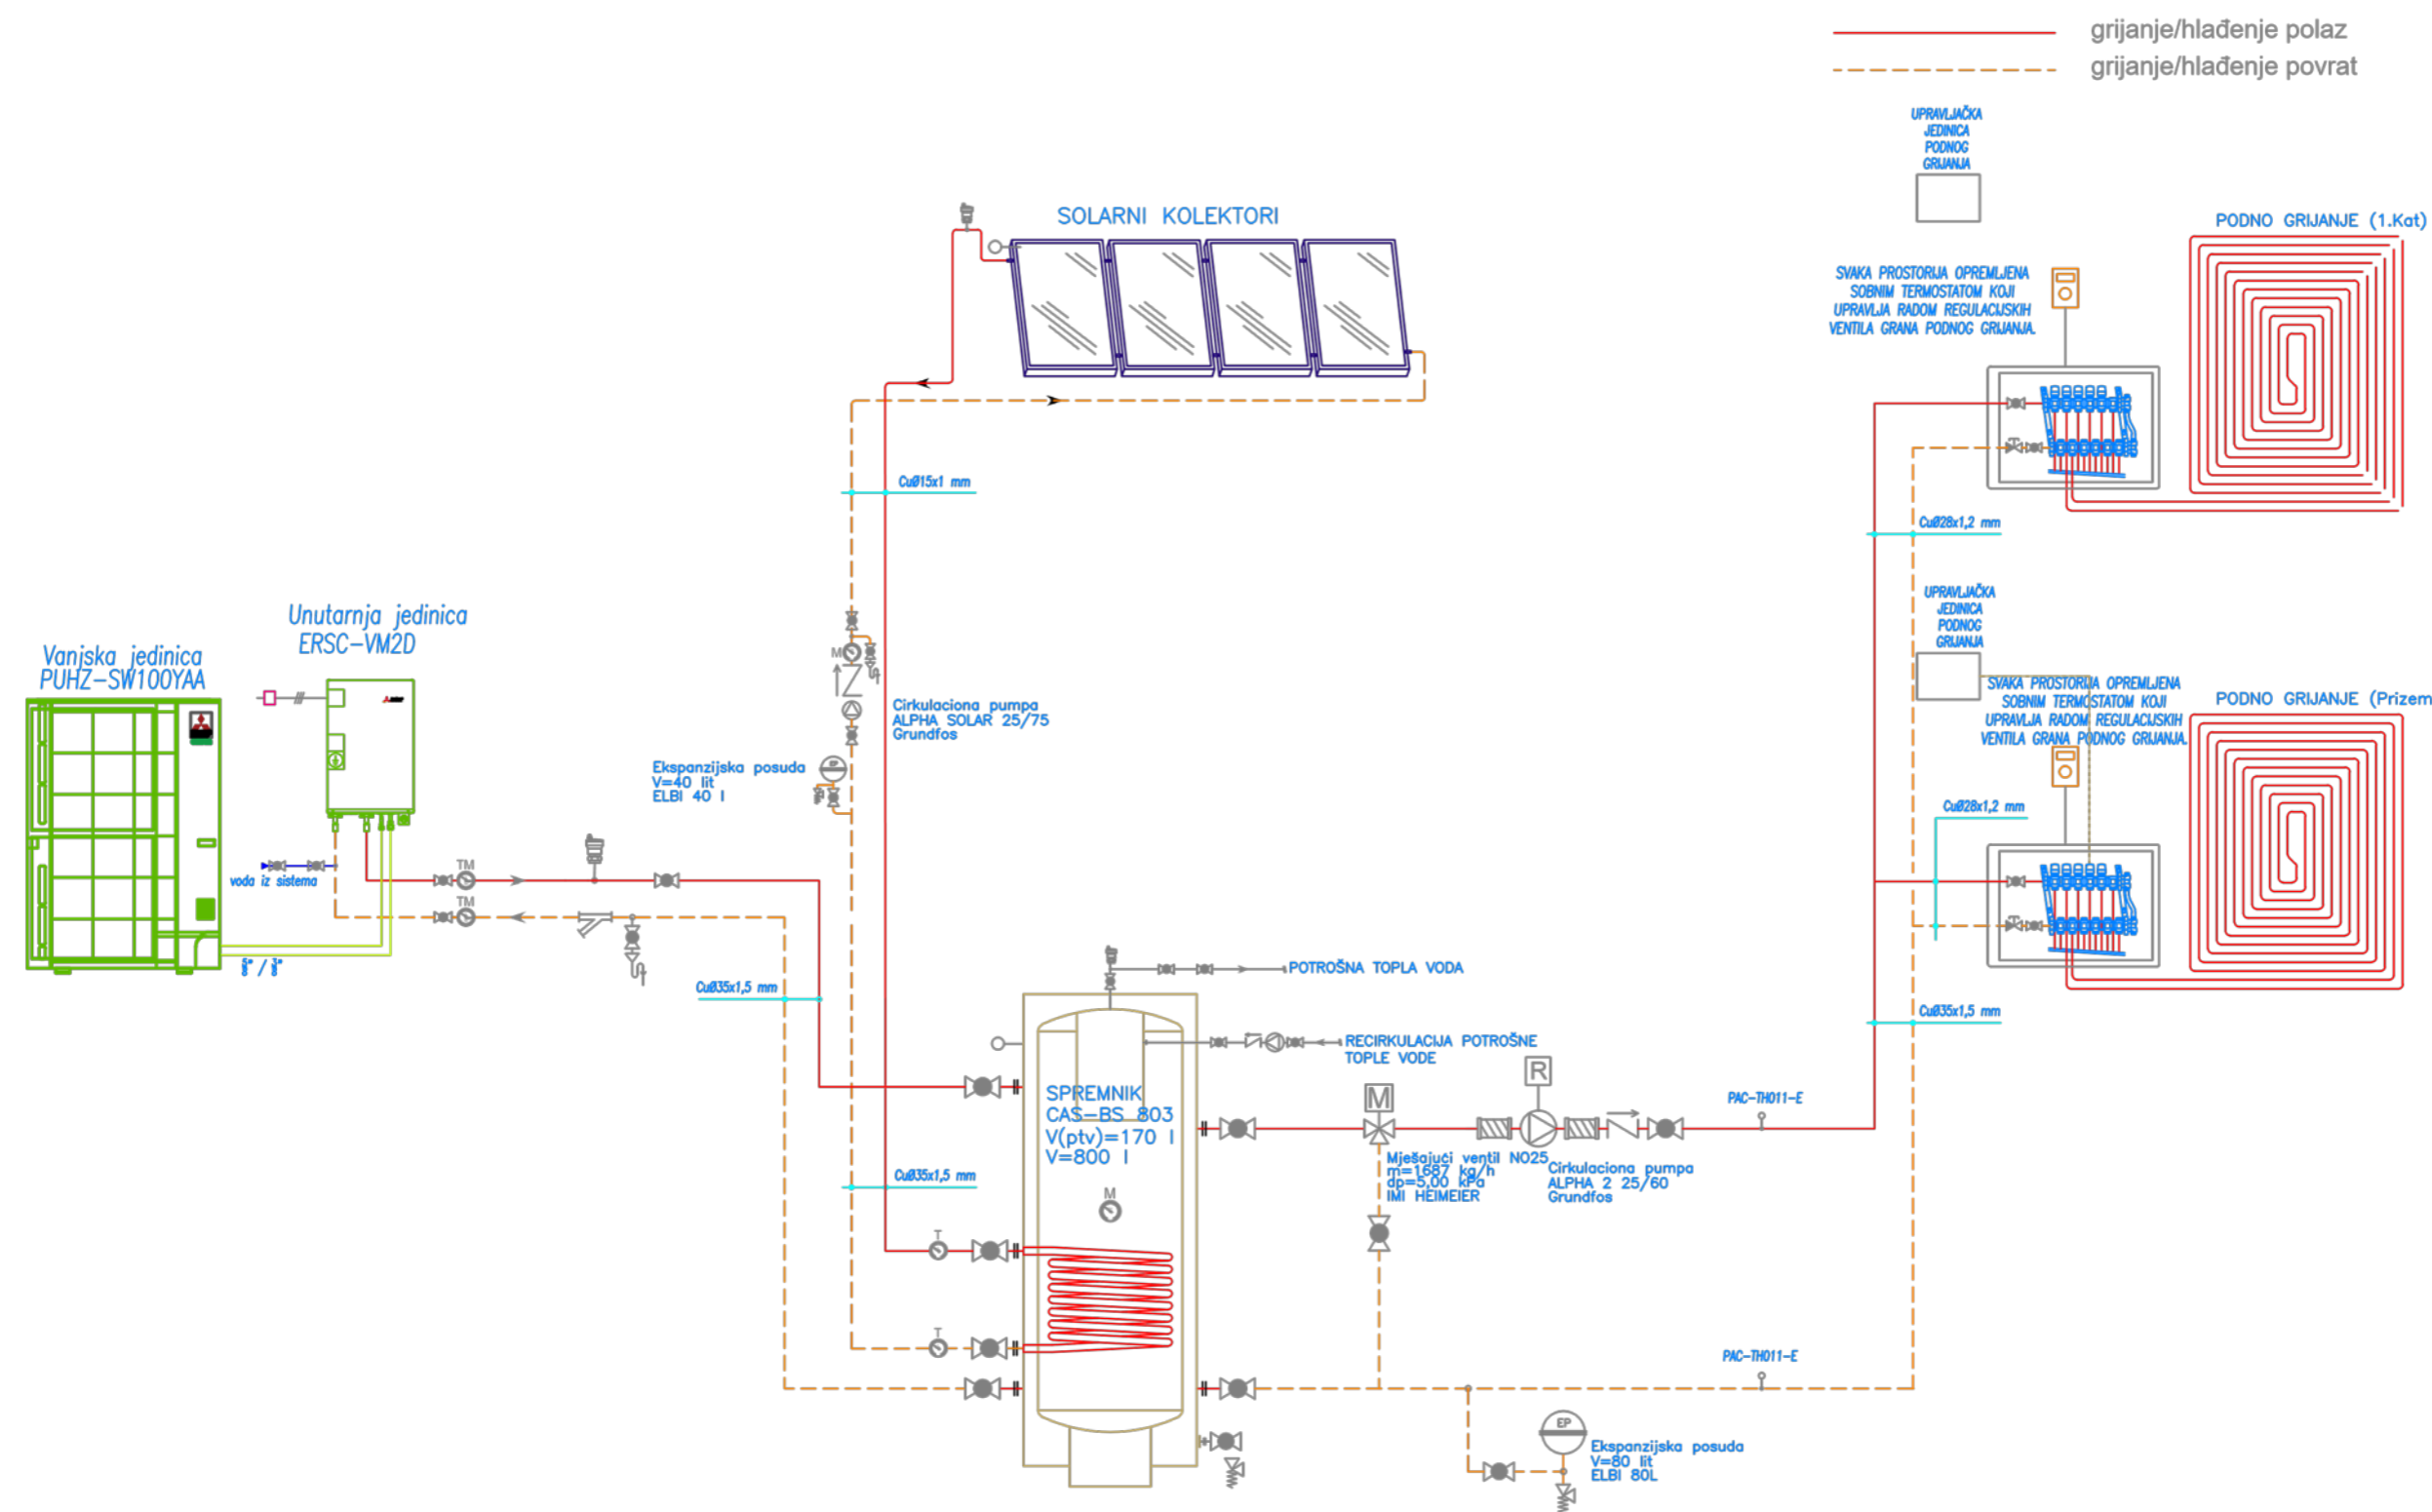 grijanje/hlađenje polaz
grijanje/hlađenje povrat
UPRAVLJAČKA
JEDINICA
PODNOG
GRIJANJA
SOLARNI KOLEKTORI
PODNO GRIJANJE (1.Kat)
SVAKA PROSTORIJA OPREMLJENA
SOBNIM TERMOSTATOM KOJI
UPRAVLJA RADOM REGULACIJSKIH
VENTILA GRANA PODNOG GRIJANJA.
CuØ15x1 mm
CuØ28x1,2 mm
UPRAVLJAČKA
JEDINICA
PODNOG
GRIJANJA
Unutarnja jedinica
ERSC-VM2D
Vanjska jedinica
PUHZ-SW100YAA
M
SVAKA PROSTORIJA OPREMLJENA
SOBNIM TERMOSTATOM KOJI
UPRAVLJA RADOM REGULACIJSKIH
VENTILA GRANA PODNOG GRIJANJA.
PODNO GRIJANJE (Prizem
Cirkulaciona pumpa
ALPHA SOLAR 25/75
Grundfos
Ekspanzijska posuda
V=40 lit
ELBI 40 l
EP
CuØ28x1,2 mm
voda iz sistema
TM
TM
CuØ35x1,5 mm
POTROŠNA TOPLA VODA
RECIRKULACIJA POTROŠNE
TOPLE VODE
CuØ35x1,5 mm
SPREMNIK
CAS-BS 803
V(ptv)=170 l
V=800 l
M
M
R
PAC-TH011-E
Mješajući ventil NO25
m=1687 kg/h
dp=5,00 kPa
IMI HEIMEIER
Cirkulaciona pumpa
ALPHA 2 25/60
Grundfos
CuØ35x1,5 mm
T
T
PAC-TH011-E
EP
Ekspanzijska posuda
V=80 lit
ELBI 80L